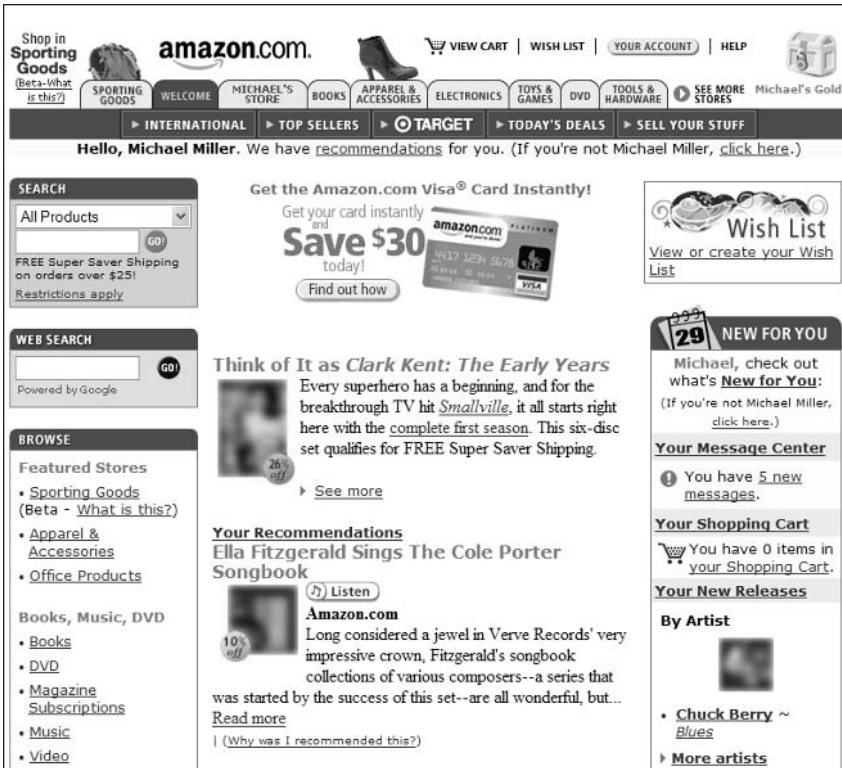 Shop in
Sporting
Goods
(Beta-What
is this?)
amazon.com.
VIEW CART | WISH LIST | YOUR ACCOUNT | HELP
SPORTING
GOODS
WELCOME
MICHAEL'S
STORE
BOOKS
APPAREL &
ACCESSORIES
ELECTRONICS
TOYS &
GAMES
DVD
TOOLS &
HARDWARE
SEE MORE
STORES
Michael's Gold
INTERNATIONAL
TOP SELLERS
TARGET
TODAY'S DEALS
SELL YOUR STUFF
Hello, Michael Miller. We have recommendations for you. (If you're not Michael Miller, click here.)
SEARCH
All Products
GO!
FREE Super Saver Shipping
on orders over $25!
Restrictions apply
WEB SEARCH
GO!
Powered by Google
BROWSE
Featured Stores
• Sporting Goods
(Beta - What is this?)
• Apparel &
Accessories
• Office Products
Books, Music, DVD
• Books
• DVD
• Magazine
Subscriptions
• Music
• Video
Get the Amazon.com Visa® Card Instantly!
Get your card instantly
and
Save $30
today!
Find out how
amazon.com
PLATINUM
4417 1234 5678
VISA
Think of It as Clark Kent: The Early Years
Every superhero has a beginning, and for the
breakthrough TV hit Smallville, it all starts right
here with the complete first season. This six-disc
set qualifies for FREE Super Saver Shipping.
26%
off
See more
Your Recommendations
Ella Fitzgerald Sings The Cole Porter
Songbook
Listen
10%
off
Amazon.com
Long considered a jewel in Verve Records' very
impressive crown, Fitzgerald's songbook
collections of various composers--a series that
was started by the success of this set--are all wonderful, but...
Read more
| (Why was I recommended this?)
Wish List
View or create your Wish
List
29
NEW FOR YOU
Michael, check out
what's New for You:
(If you're not Michael Miller,
click here.)
Your Message Center
You have 5 new
messages.
Your Shopping Cart
You have 0 items in
your Shopping Cart.
Your New Releases
By Artist
• Chuck Berry ~
Blues
More artists